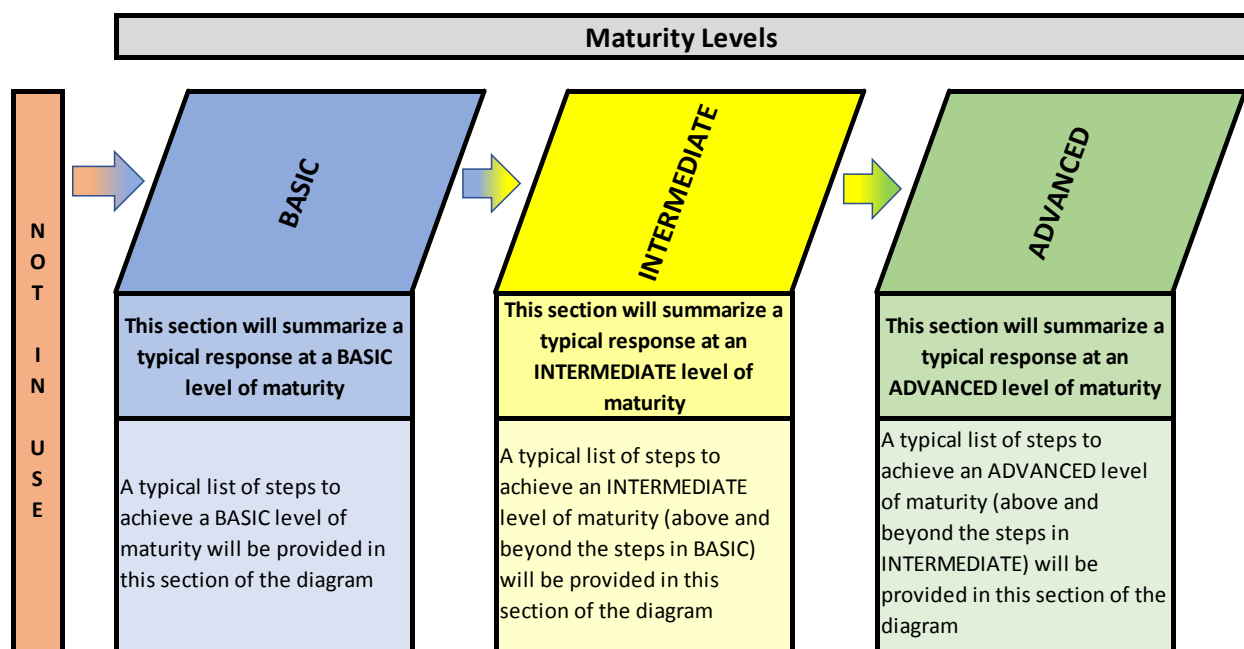 Maturity Levels
NOT IN USE
BASIC
INTERMEDIATE
ADVANCED
This section will summarize a
typical response at a BASIC
level of maturity
This section will summarize a
typical response at an
INTERMEDIATE level of
maturity
This section will summarize a
typical response at an
ADVANCED level of maturity
A typical list of steps to
achieve a BASIC level of
maturity will be provided in
this section of the diagram
A typical list of steps to
achieve an INTERMEDIATE
level of maturity (above and
beyond the steps in BASIC)
will be provided in this
section of the diagram
A typical list of steps to
achieve an ADVANCED level
of maturity (above and
beyond the steps in
INTERMEDIATE) will be
provided in this section of the
diagram